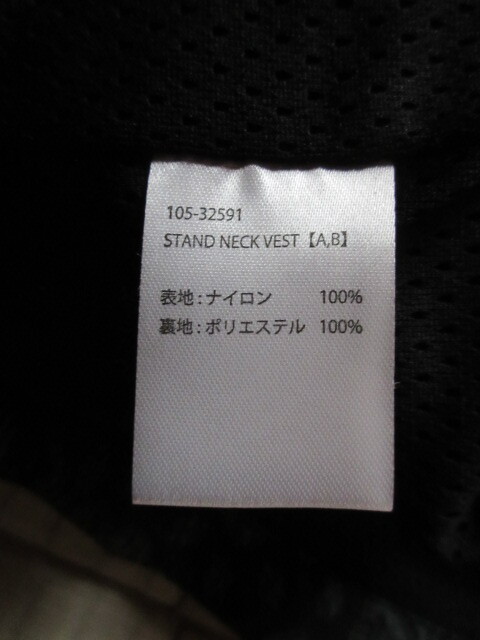 105-32591
STAND NECK VEST【A,B】
表地:ナイロン 100%
裏地:ポリエステル 100%